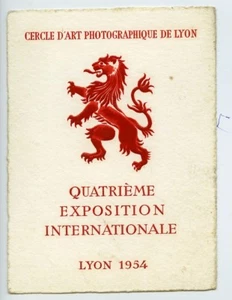 CERCLE D'ART PHOTOGRAPHIQUE DE LYON
QUATRIÈME
EXPOSITION
INTERNATIONALE
LYON 1954